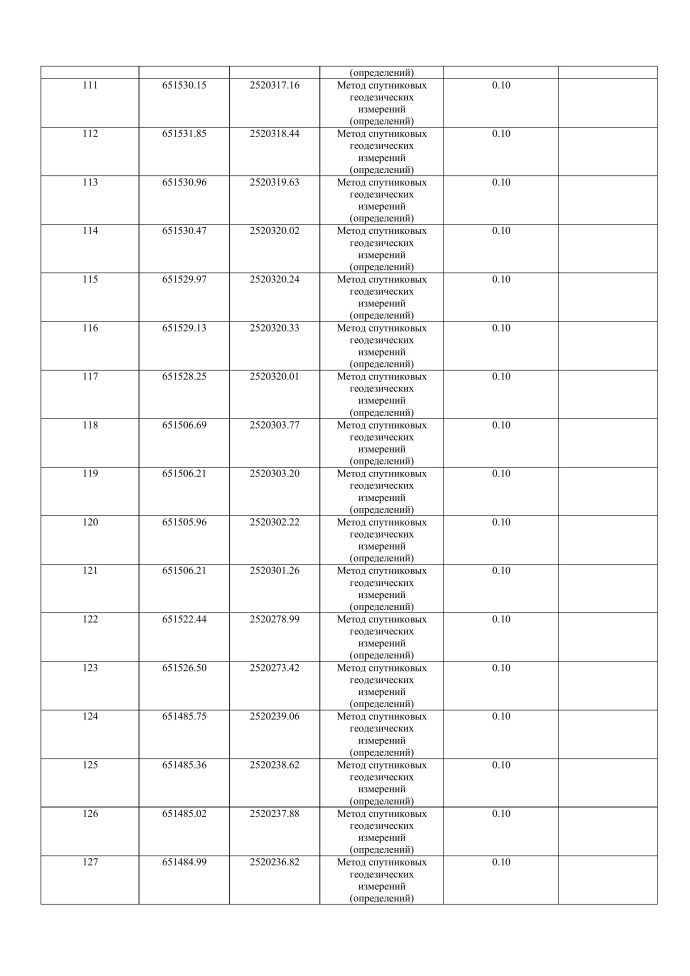 (определений)
111 651530.15 2520317.16 Метод спутниковых 0.10
геодезических
измерений
(определений)
112 651531.85 2520318.44 Метод спутниковых 0.10
геодезических
измерений
(определений)
113 651530.96 2520319.63 Метод спутниковых 0.10
геодезических
измерений
(определений)
114 651530.47 2520320.02 Метод спутниковых 0.10
геодезических
измерений
(определений)
115 651529.97 2520320.24 Метод спутниковых 0.10
геодезических
измерений
(определений)
116 651529.13 2520320.33 Метод спутниковых 0.10
геодезических
измерений
(определений)
117 651528.25 2520320.01 Метод спутниковых 0.10
геодезических
измерений
(определений)
118 651506.69 2520303.77 Метод спутниковых 0.10
геодезических
измерений
(определений)
119 651506.21 2520303.20 Метод спутниковых 0.10
геодезических
измерений
(определений)
120 651505.96 2520302.22 Метод спутниковых 0.10
геодезических
измерений
(определений)
121 651506.21 2520301.26 Метод спутниковых 0.10
геодезических
измерений
(определений)
122 651522.44 2520278.99 Метод спутниковых 0.10
геодезических
измерений
(определений)
123 651526.50 2520273.42 Метод спутниковых 0.10
геодезических
измерений
(определений)
124 651485.75 2520239.06 Метод спутниковых 0.10
геодезических
измерений
(определений)
125 651485.36 2520238.62 Метод спутниковых 0.10
геодезических
измерений
(определений)
126 651485.02 2520237.88 Метод спутниковых 0.10
геодезических
измерений
(определений)
127 651484.99 2520236.82 Метод спутниковых 0.10
геодезических
измерений
(определений)